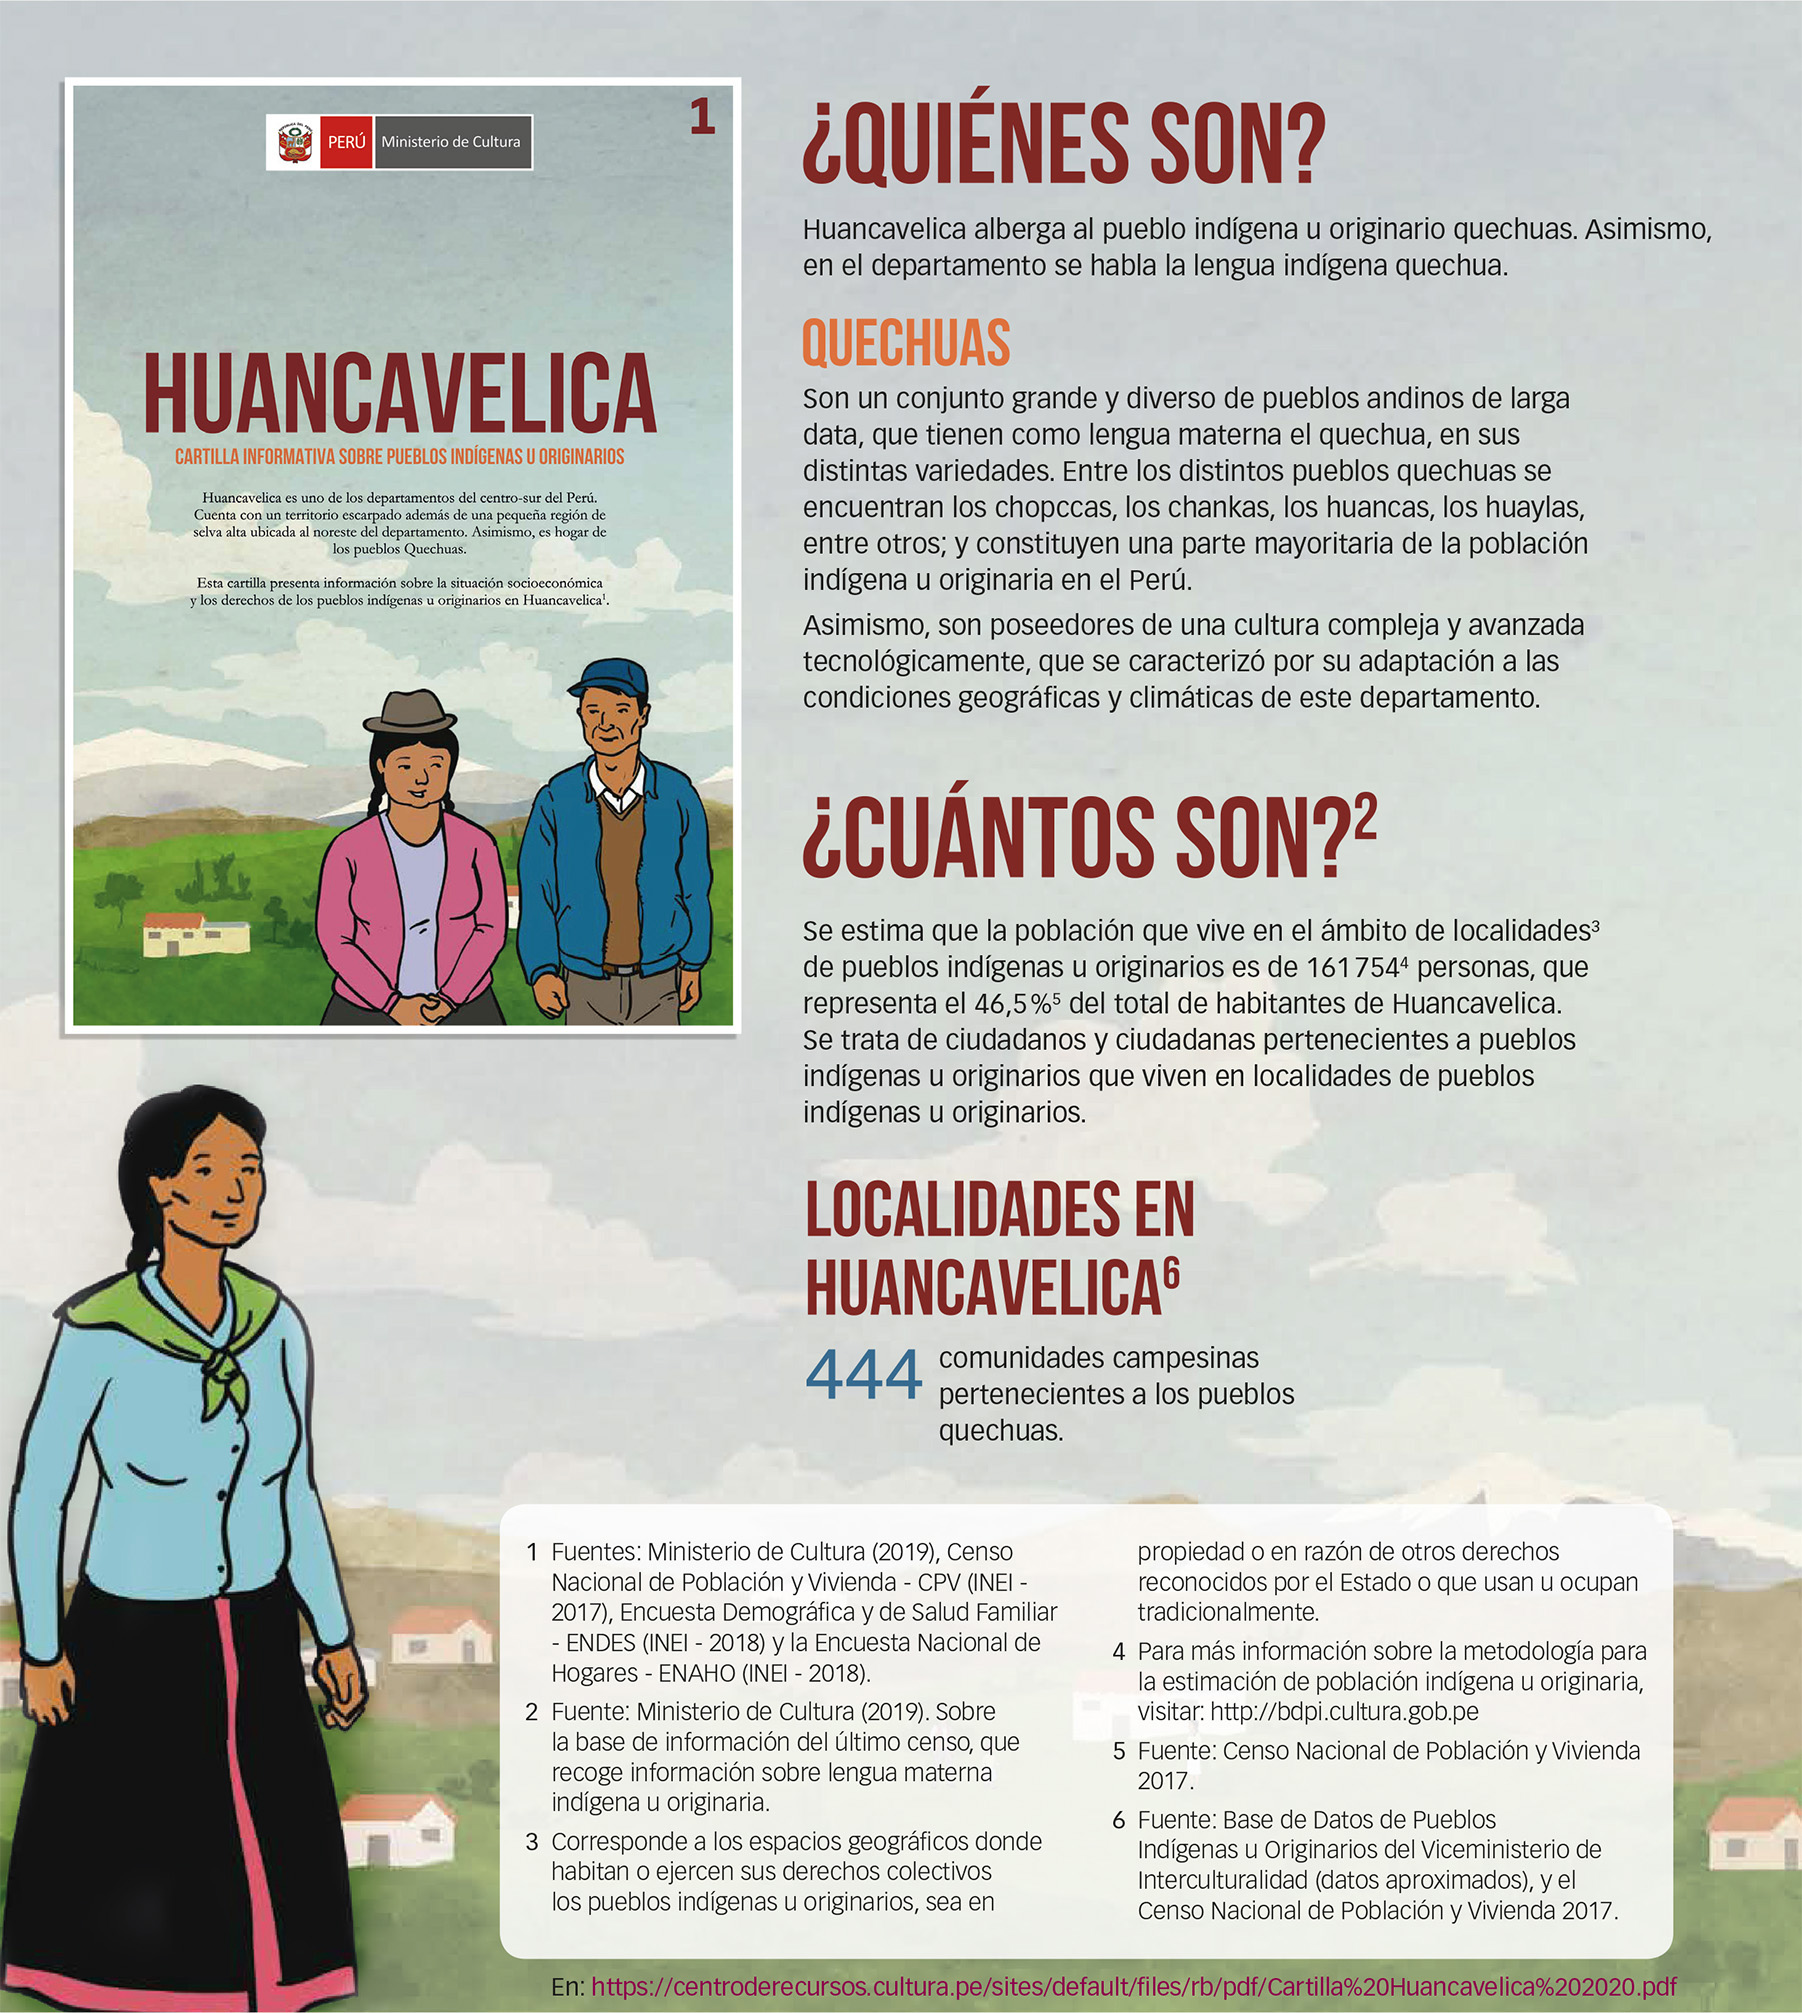 1
PERÚ Ministerio de Cultura
HUANCAVELICA
CARTILLA INFORMATIVA SOBRE PUEBLOS INDÍGENAS U ORIGINARIOS
Huancavelica es uno de los departamentos del centro-sur del Perú.
Cuenta con un territorio escarpado además de una pequeña región de
selva alta ubicada al noreste del departamento. Asimismo, es hogar de
los pueblos Quechuas.
Esta cartilla presenta información sobre la situación socioeconómica
y los derechos de los pueblos indígenas u originarios en Huancavelica¹.
¿QUIÉNES SON?
Huancavelica alberga al pueblo indígena u originario quechuas. Asimismo,
en el departamento se habla la lengua indígena quechua.
QUECHUAS
Son un conjunto grande y diverso de pueblos andinos de larga
data, que tienen como lengua materna el quechua, en sus
distintas variedades. Entre los distintos pueblos quechuas se
encuentran los chopccas, los chankas, los huancas, los huaylas,
entre otros; y constituyen una parte mayoritaria de la población
indígena u originaria en el Perú.
Asimismo, son poseedores de una cultura compleja y avanzada
tecnológicamente, que se caracterizó por su adaptación a las
condiciones geográficas y climáticas de este departamento.
¿CUÁNTOS SON?²
Se estima que la población que vive en el ámbito de localidades³
de pueblos indígenas u originarios es de 161 754⁴ personas, que
representa el 46,5 %⁵ del total de habitantes de Huancavelica.
Se trata de ciudadanos y ciudadanas pertenecientes a pueblos
indígenas u originarios que viven en localidades de pueblos
indígenas u originarios.
LOCALIDADES EN
HUANCAVELICA⁶
444 comunidades campesinas
pertenecientes a los pueblos
quechuas.
1 Fuentes: Ministerio de Cultura (2019), Censo
Nacional de Población y Vivienda - CPV (INEI -
2017), Encuesta Demográfica y de Salud Familiar
- ENDES (INEI - 2018) y la Encuesta Nacional de
Hogares - ENAHO (INEI - 2018).
2 Fuente: Ministerio de Cultura (2019). Sobre
la base de información del último censo, que
recoge información sobre lengua materna
indígena u originaria.
3 Corresponde a los espacios geográficos donde
habitan o ejercen sus derechos colectivos
los pueblos indígenas u originarios, sea en
propiedad o en razón de otros derechos
reconocidos por el Estado o que usan u ocupan
tradicionalmente.
4 Para más información sobre la metodología para
la estimación de población indígena u originaria,
visitar: http://bdpi.cultura.gob.pe
5 Fuente: Censo Nacional de Población y Vivienda
2017.
6 Fuente: Base de Datos de Pueblos
Indígenas u Originarios del Viceministerio de
Interculturalidad (datos aproximados), y el
Censo Nacional de Población y Vivienda 2017.
En: https://centroderecursos.cultura.pe/sites/default/files/rb/pdf/Cartilla%20Huancavelica%202020.pdf